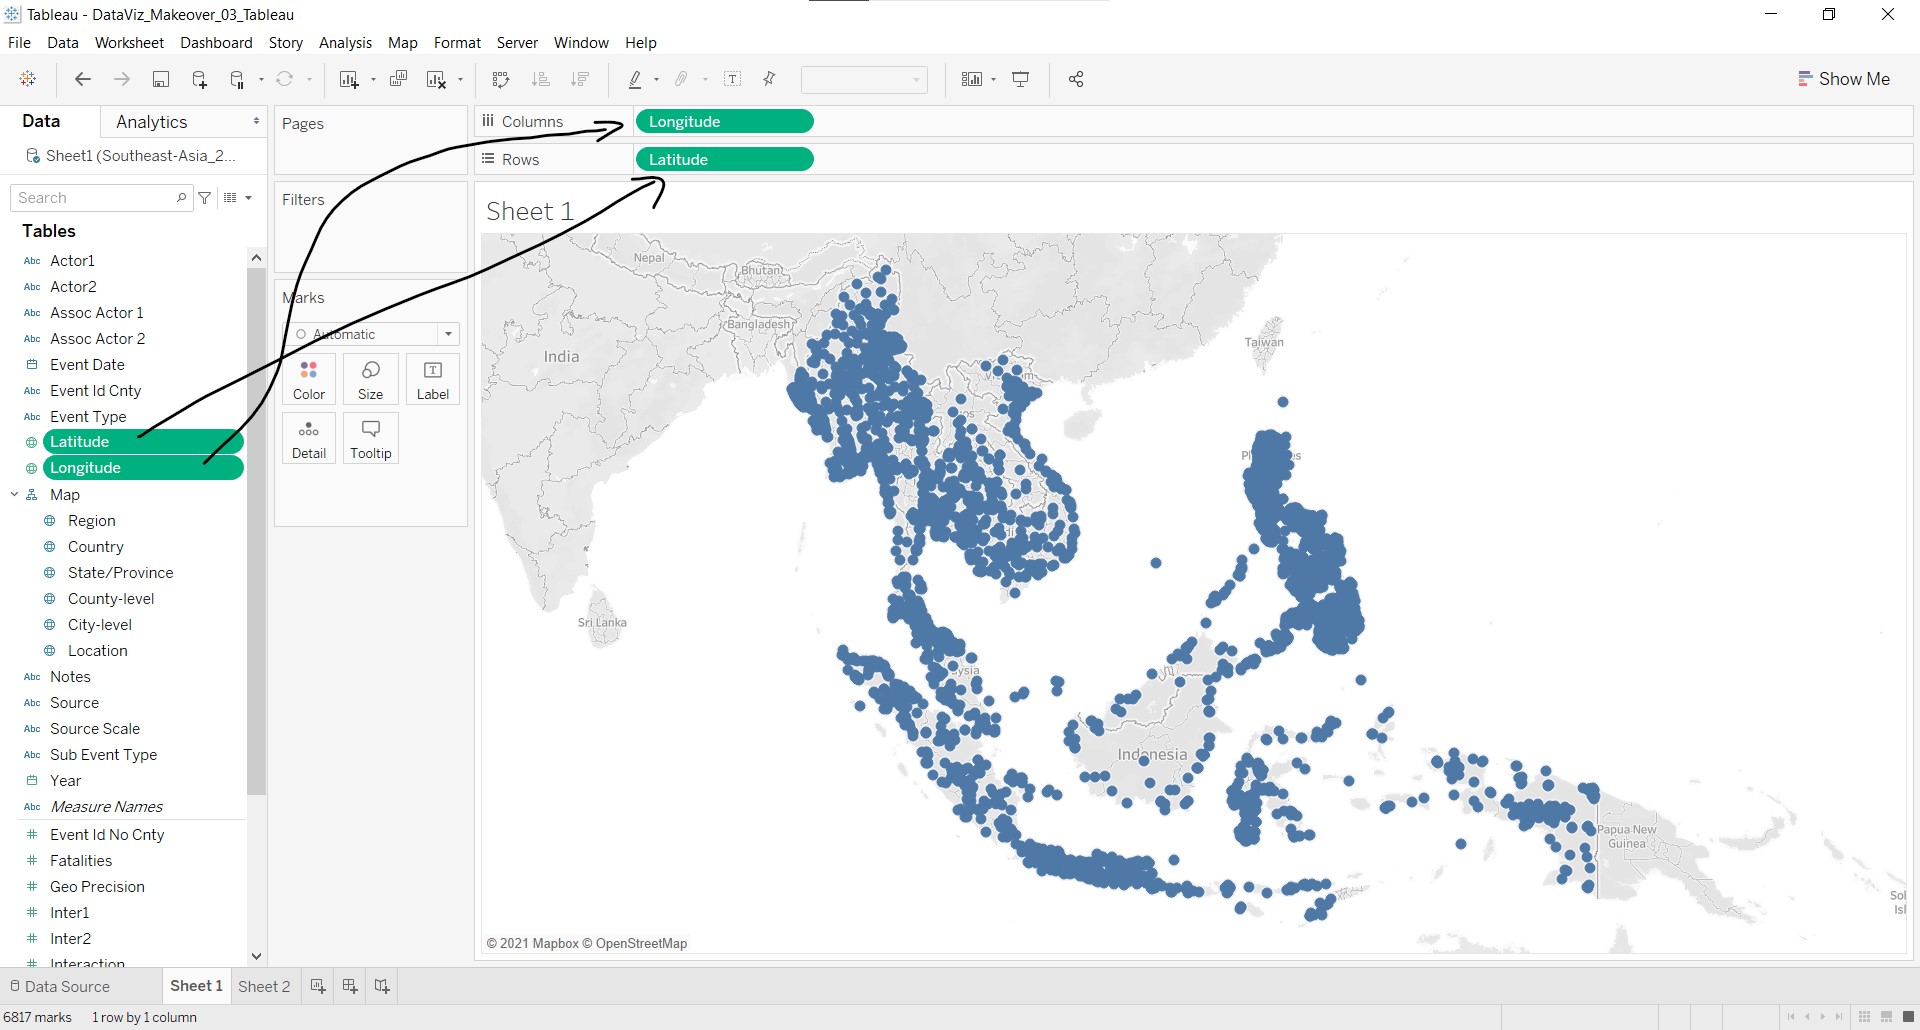 Tableau - DataViz_Makeover_03_Tableau
File Data Worksheet Dashboard Story Analysis Map Format Server Window Help
Show Me
Data Analytics
Sheet1 (Southeast-Asia_2...
Search
Tables
Abc Actor1
Abc Actor2
Abc Assoc Actor 1
Abc Assoc Actor 2
Event Date
Abc Event Id Cnty
Abc Event Type
Latitude
Longitude
Map
Region
Country
State/Province
County-level
City-level
Location
Abc Notes
Abc Source
Abc Source Scale
Abc Sub Event Type
Year
Abc Measure Names
# Event Id No Cnty
# Fatalities
# Geo Precision
# Inter1
# Inter2
# Interaction
Pages
Filters
Marks
Automatic
Color Size T Label
Detail Tooltip
Columns Longitude
Rows Latitude
Sheet 1
Nepal
Bhutan
Bangladesh
India
Taiwan
Sri Lanka
Indonesia
Papua New
Guinea
© 2021 Mapbox © OpenStreetMap
Data Source Sheet 1 Sheet 2
6817 marks 1 row by 1 column